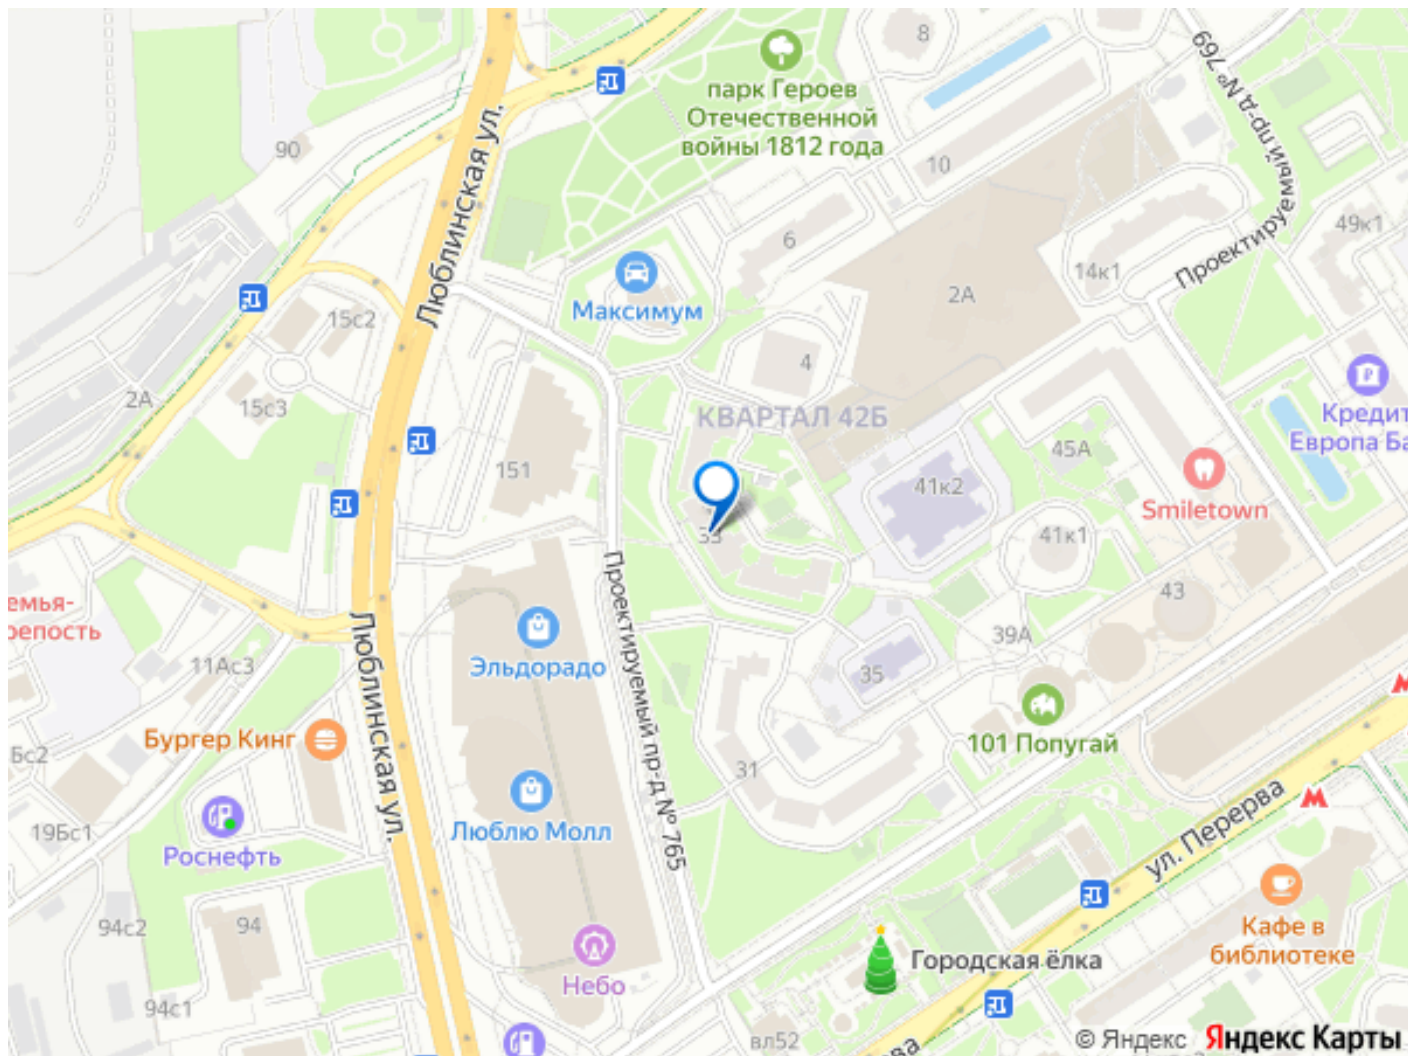 8
парк Героев
Отечественной
войны 1812 года
Проектируемый пр-д № 769
90
Люблинская ул.
10
6
49к1
14к1
2А
Максимум
15с2
4
2А
15с3
КВАРТАЛ 42Б
Кредит
Европа Ба
45А
151
41к2
Smiletown
33
41к1
емья-
репость
43
39А
11Ас3
Эльдорадо
Люблинская ул.
Проектируемый пр-д № 765
35
Бургер Кинг
101 Попугай
Бс2
31
19Бс1
Роснефть
Люблю Молл
ул. Перерва
94с2
94
Небо
Городская ёлка
Кафе в
библиотеке
94с1
вл52
Перерва
© Яндекс Яндекс Карты